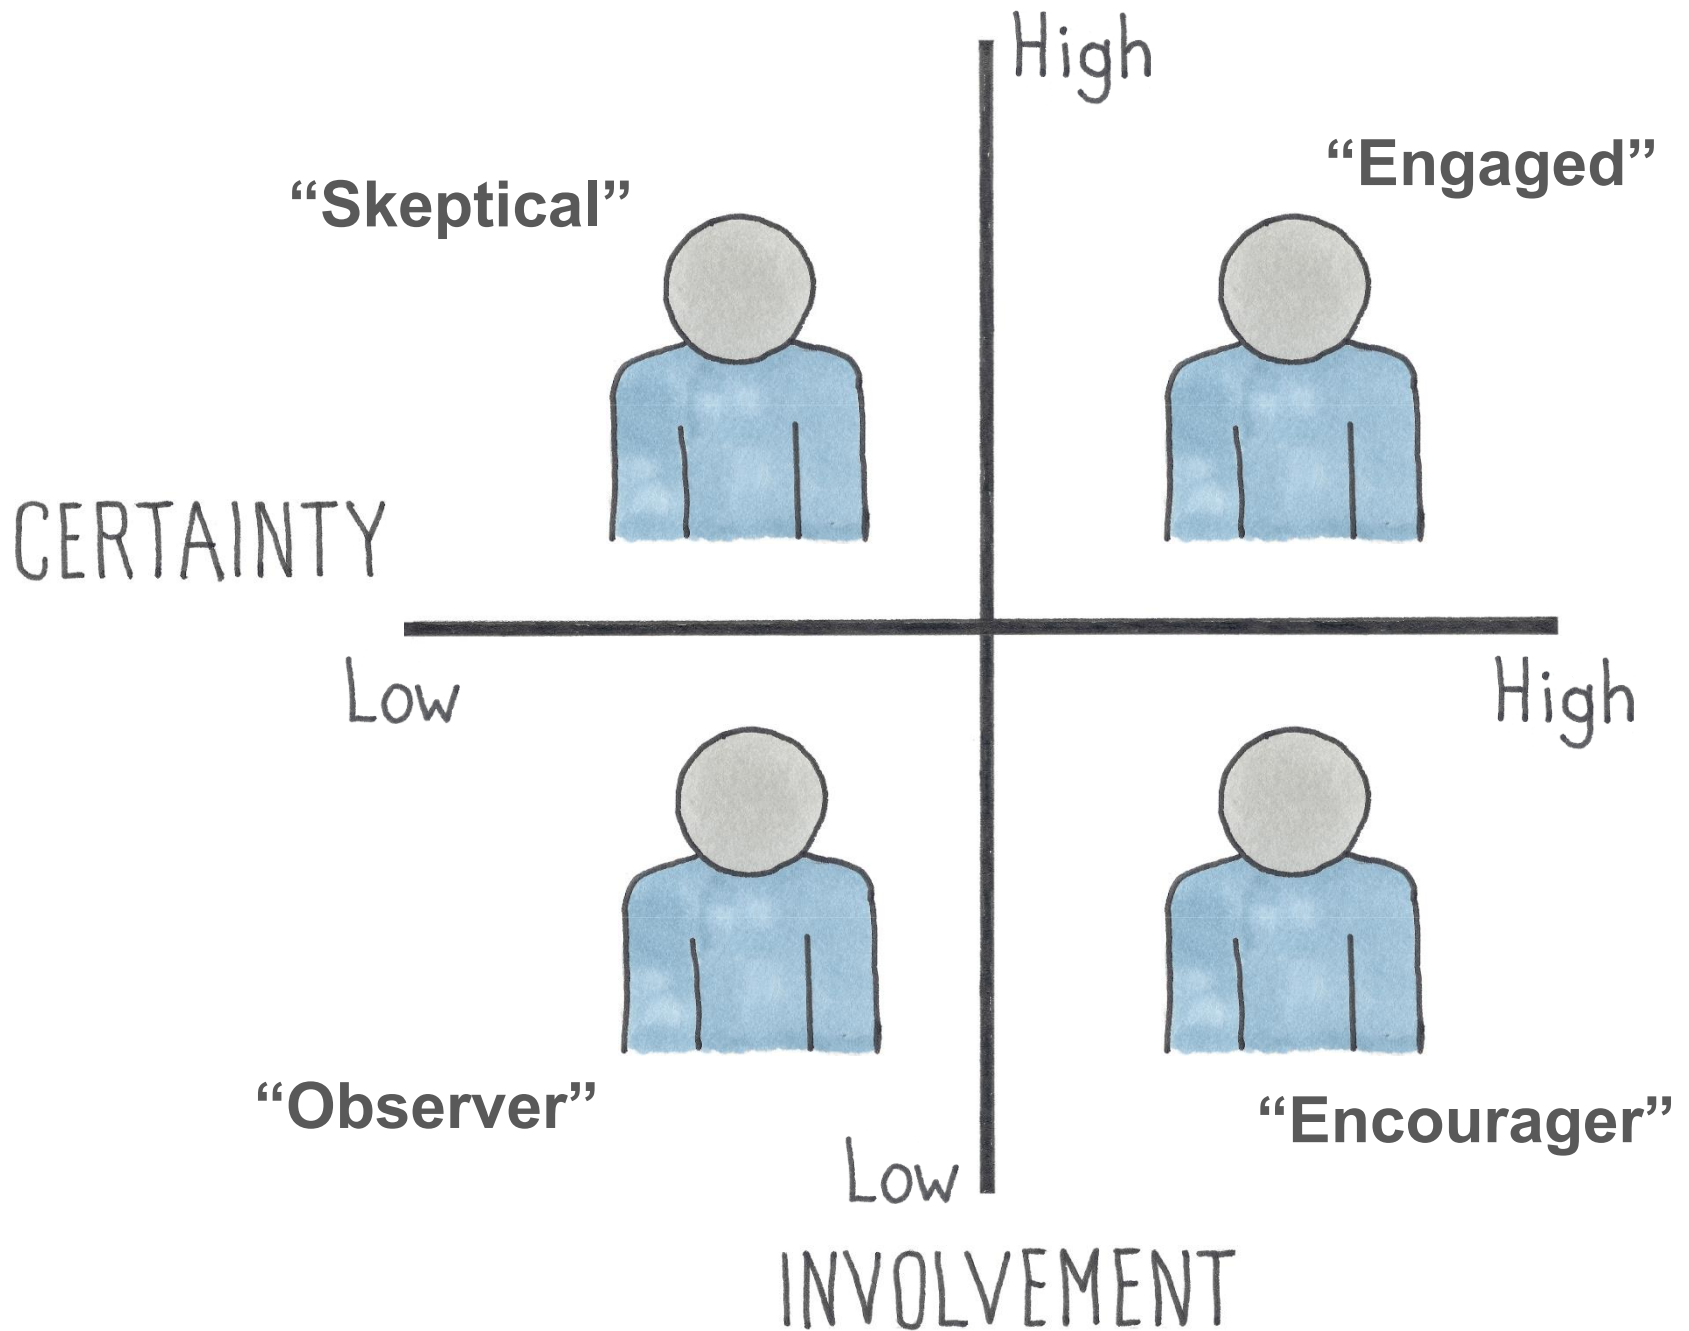 High
“Engaged”
“Skeptical”
CERTAINTY
Low
High
“Observer”
“Encourager”
Low
INVOLVEMENT